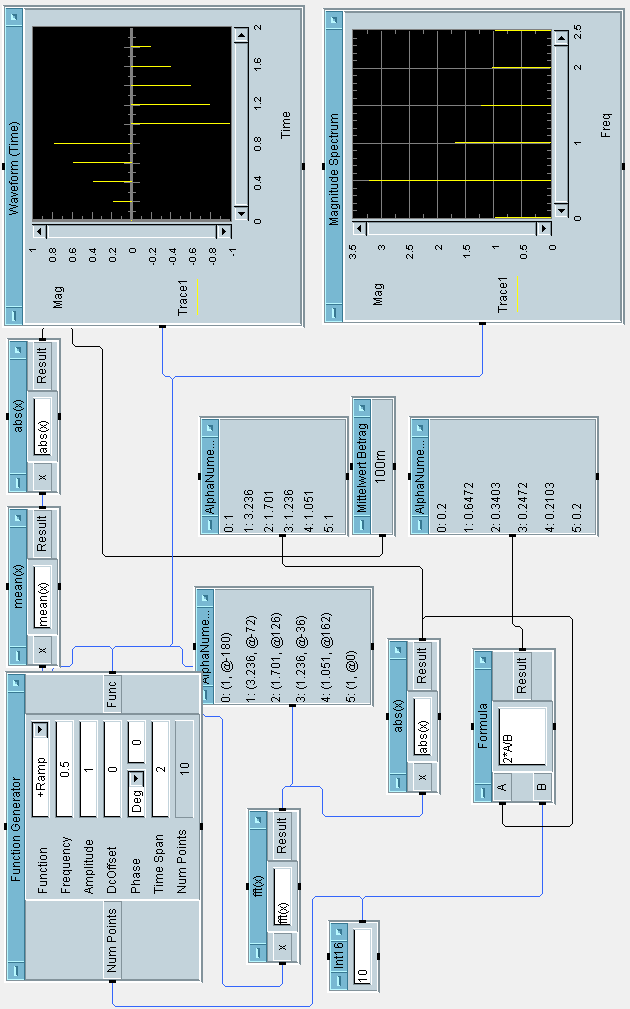 Function Generator
Function
+Ramp
Frequency
0.5
Amplitude
1
DcOffset
0
Phase
Deg
0
Time Span
2
Num Points
10
Num Points
Func
mean(x)
x
mean(x)
Result
abs(x)
x
abs(x)
Result
Waveform (Time)
Mag
1
0.8
0.6
0.4
0.2
0
-0.2
-0.4
-0.6
-0.8
-1
Trace1
0
0.4
0.8
1.2
1.6
2
Time
AlphaNume...
0: (1, @-180)
1: (3.236, @-72)
2: (1.701, @126)
3: (1.236, @-36)
4: (1.051, @162)
5: (1, @0)
AlphaNume...
0: 1
1: 3.236
2: 1.701
3: 1.236
4: 1.051
5: 1
Mittelwert Betrag
100m
fft(x)
x
fft(x)
Result
Int16
10
abs(x)
x
abs(x)
Result
Formula
A
B
2*A/B
Result
AlphaNume...
0: 0.2
1: 0.6472
2: 0.3403
3: 0.2472
4: 0.2103
5: 0.2
Magnitude Spectrum
Mag
3.5
3
2.5
2
1.5
1
0.5
0
Trace1
0
1
2
2.5
Freq